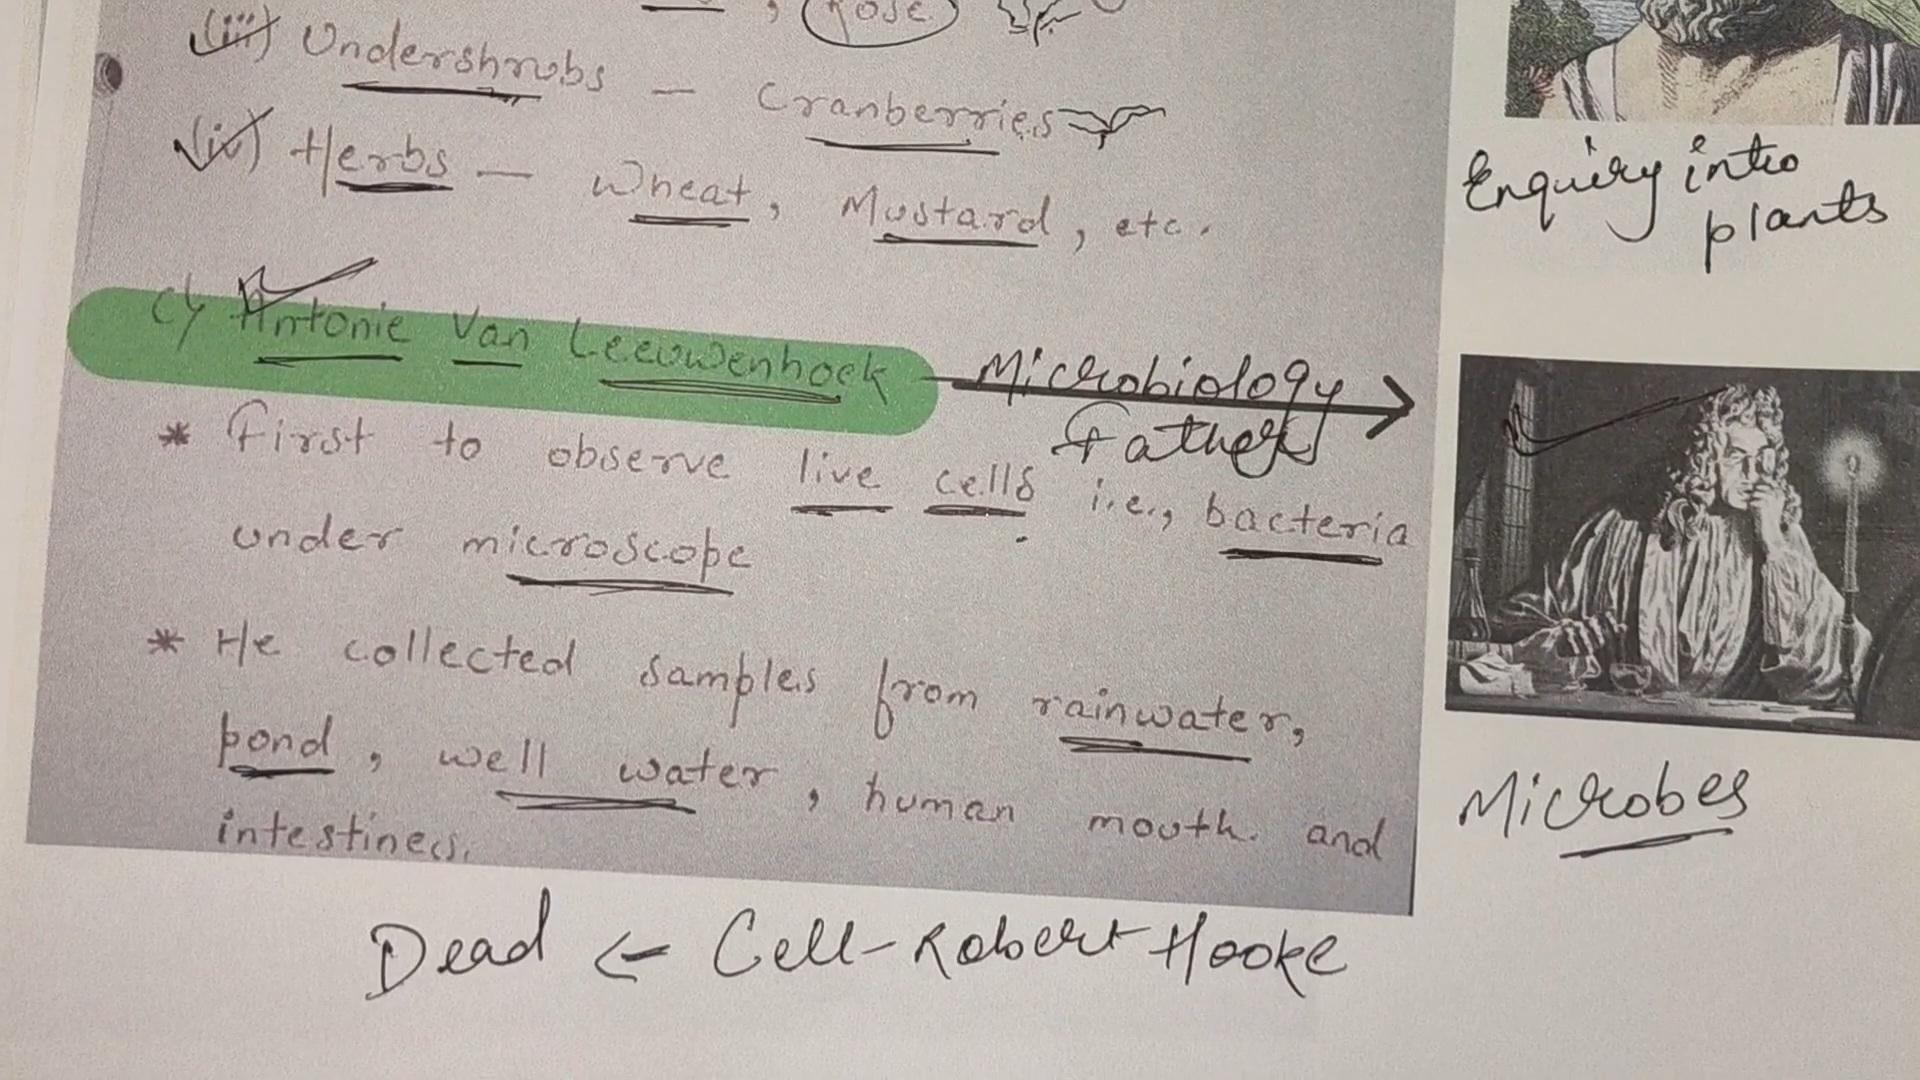 Rose
(iii) Undershrubs — Cranberries
(iv) Herbs — Wheat, Mustard, etc.
Enquiry into
plants
C) Antonie Van Leeuwenhoek
Microbiology
Father
* First to observe live cells i.e., bacteria
under microscope
* He collected samples from rainwater,
pond, well water, human mouth and
intestines.
Microbes
Dead ← Cell-Robert Hooke